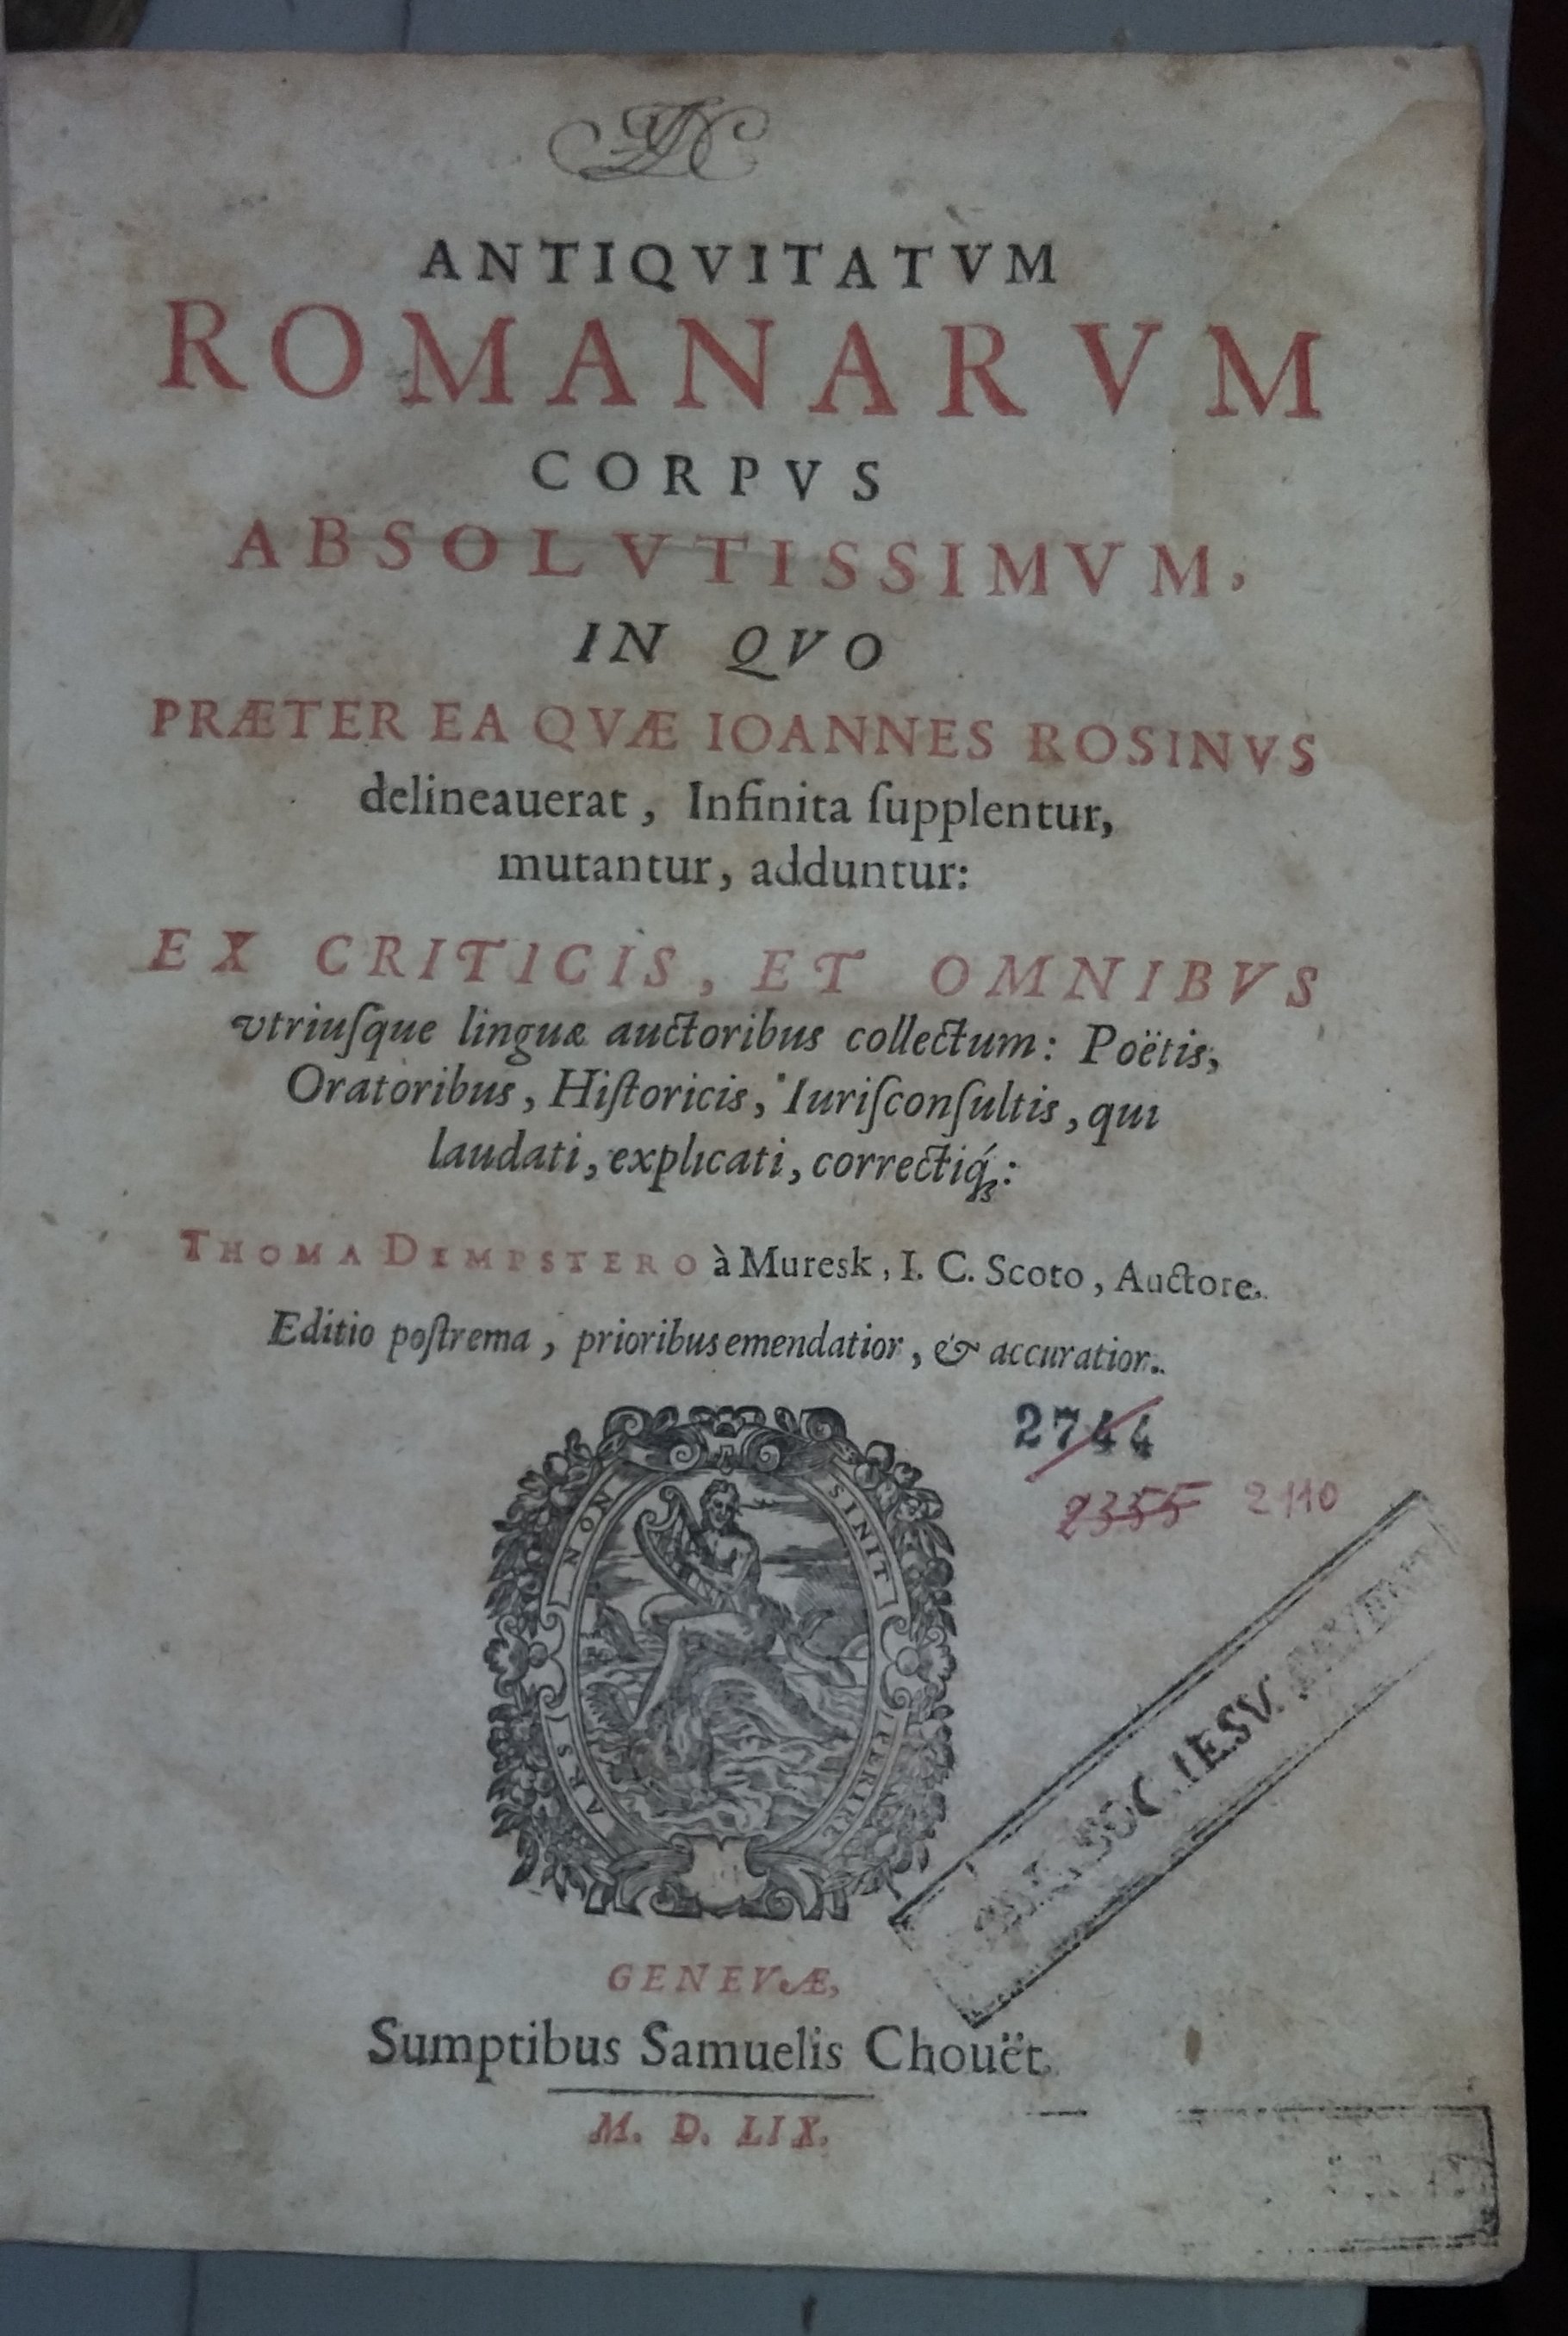 ANTIQVITATVM
ROMANARVM
CORPVS
ABSOLVTISSIMVM,
IN QVO
PRÆTER EA QVÆ IOANNES ROSINVS
delineauerat, Infinita ſupplentur,
mutantur, adduntur:
EX CRITICIS, ET OMNIBVS
vtriuſque linguæ auctoribus collectum: Poëtis,
Oratoribus, Hiſtoricis, Iuriſconſultis, qui
laudati, explicati, correctiq́;:
THOMA DEMPSTERO à Muresk, I. C. Scoto, Auctore.
Editio poſtrema, prioribus emendatior, & accuratior.
2744
2355 2110
NON SINIT
ARS PERIRE
SOC. IESV.
GENEVÆ,
Sumptibus Samuelis Chouët.
M. D. LIX.